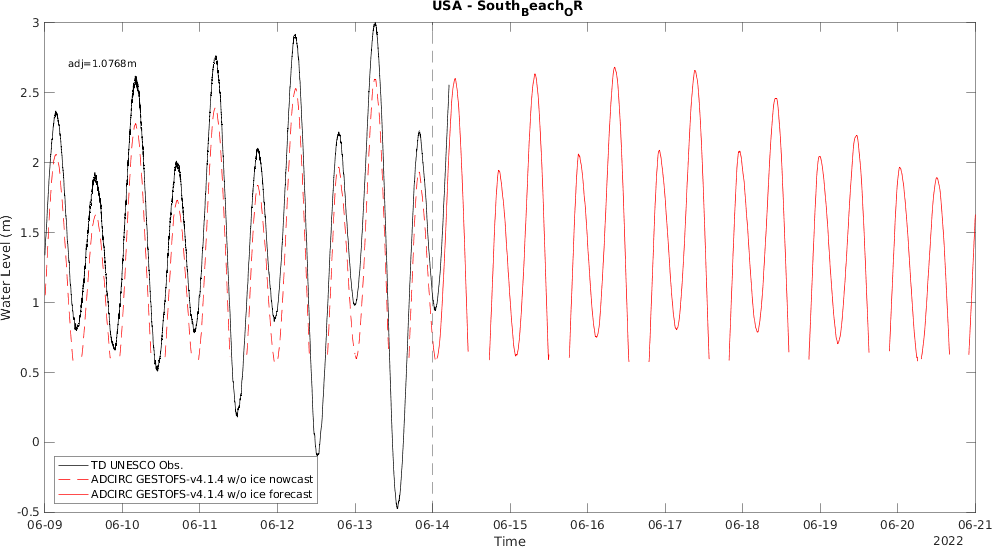 USA - South_Beach_OR
adj=1.0768m
3
2.5
2
1.5
1
0.5
0
-0.5
Water Level (m)
TD UNESCO Obs.
ADCIRC GESTOFS-v4.1.4 w/o ice nowcast
ADCIRC GESTOFS-v4.1.4 w/o ice forecast
06-09 06-10 06-11 06-12 06-13 06-14 06-15 06-16 06-17 06-18 06-19 06-20 06-21
Time
2022